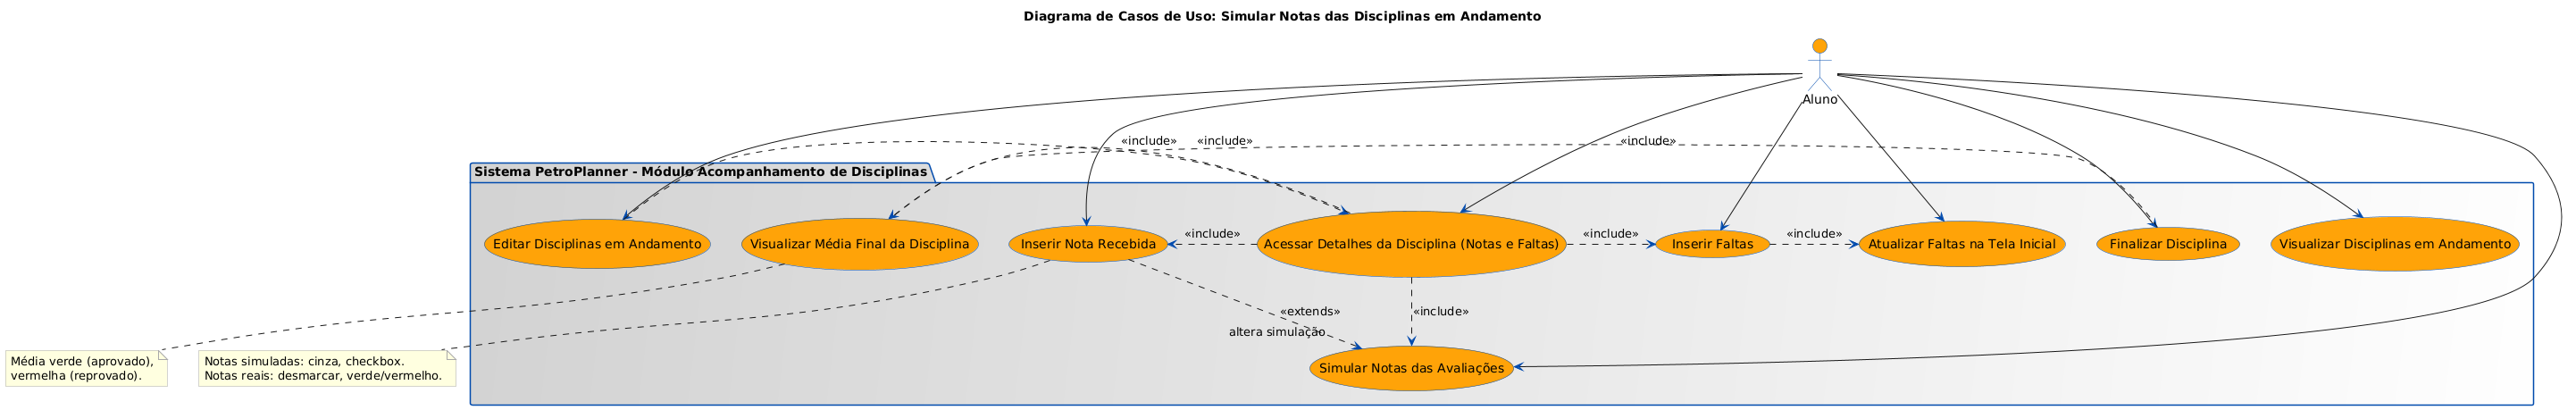 Diagrama de Casos de Uso: Simular Notas das Disciplinas em Andamento
Aluno
«include»
«include»
«include»
Sistema PetroPlanner - Módulo Acompanhamento de Disciplinas
Editar Disciplinas em Andamento
Visualizar Média Final da Disciplina
Inserir Nota Recebida
«include»
Acessar Detalhes da Disciplina (Notas e Faltas)
«include»
Inserir Faltas
«include»
Atualizar Faltas na Tela Inicial
Finalizar Disciplina
Visualizar Disciplinas em Andamento
«extends»
altera simulação
«include»
Média verde (aprovado),
vermelha (reprovado).
Notas simuladas: cinza, checkbox.
Notas reais: desmarcar, verde/vermelho.
Simular Notas das Avaliações